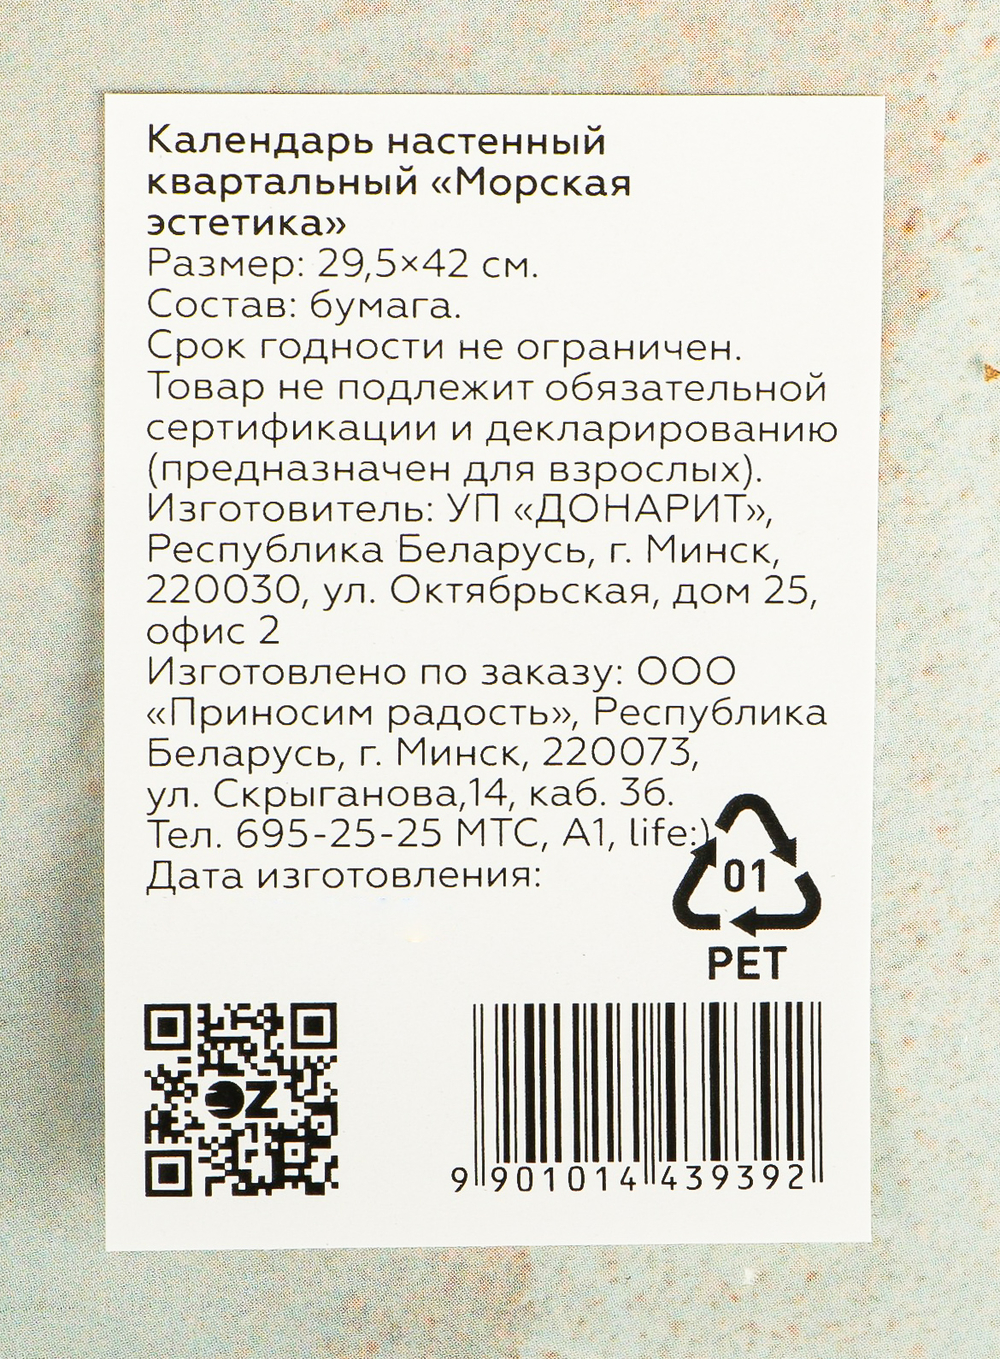 Календарь настенный
квартальный «Морская
эстетика»
Размер: 29,5×42 см.
Состав: бумага.
Срок годности не ограничен.
Товар не подлежит обязательной
сертификации и декларированию
(предназначен для взрослых).
Изготовитель: УП «ДОНАРИТ»,
Республика Беларусь, г. Минск,
220030, ул. Октябрьская, дом 25,
офис 2
Изготовлено по заказу: ООО
«Приносим радость», Республика
Беларусь, г. Минск, 220073,
ул. Скрыганова,14, каб. 3б.
Тел. 695-25-25 МТС, А1, life:)
Дата изготовления:
01
PET
OZ
9 901014 439392